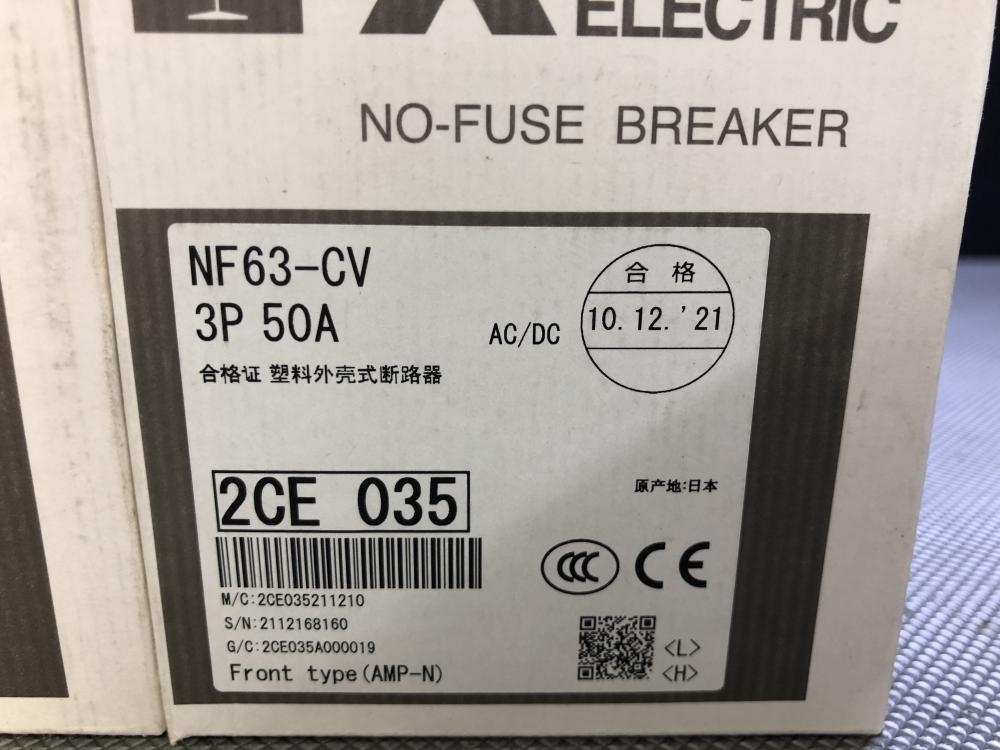 ELECTRIC
NO-FUSE BREAKER
NF63-CV
3P 50A
AC/DC
合格
10.12.'21
合格证 塑料外壳式断路器
2CE 035
原产地:日本
M/C:2CE035211210
S/N:2112168160
G/C:2CE035A000019
Front type(AMP-N)
CCC
CE
<L>
<H>